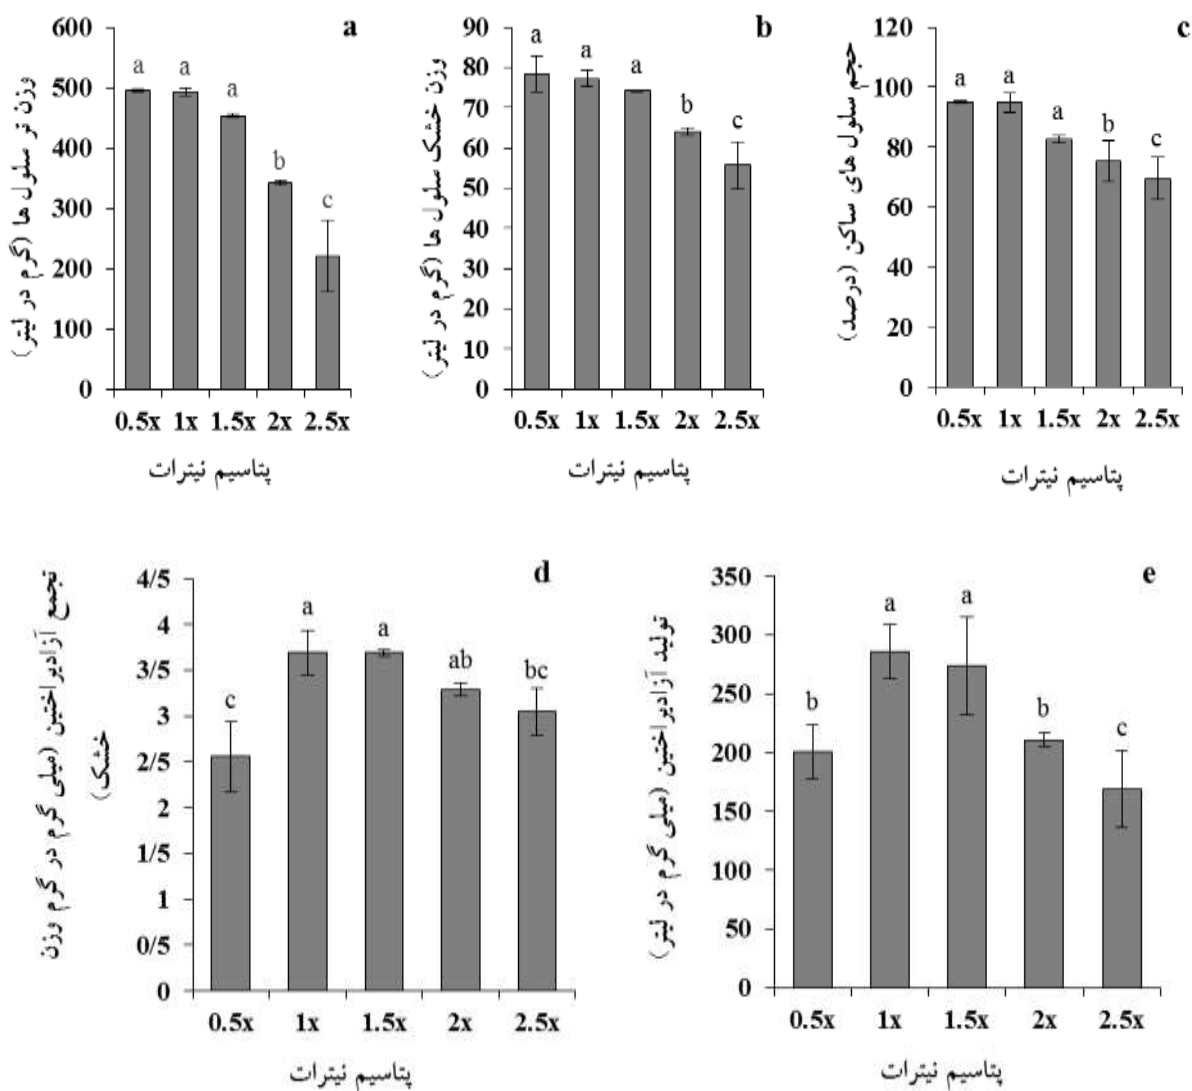 a
وزن تر سلول ها (گرم در لیتر)
600
500
400
300
200
100
0
a
a
a
b
c
0.5x 1x 1.5x 2x 2.5x
پتاسیم نیترات
b
وزن خشک سلول ها (گرم در لیتر)
90
80
70
60
50
40
30
20
10
0
a
a
a
b
c
0.5x 1x 1.5x 2x 2.5x
پتاسیم نیترات
c
حجم سلول های ساکن (درصد)
120
100
80
60
40
20
0
a
a
a
b
c
0.5x 1x 1.5x 2x 2.5x
پتاسیم نیترات
d
تجمع آزادیراختین (میلی گرم در گرم وزن
خشک)
4/5
4
3/5
3
2/5
2
1/5
1
0/5
0
c
a
a
ab
bc
0.5x 1x 1.5x 2x 2.5x
پتاسیم نیترات
e
تولید آزادیراختین (میلی گرم در لیتر)
350
300
250
200
150
100
50
0
b
a
a
b
c
0.5x 1x 1.5x 2x 2.5x
پتاسیم نیترات